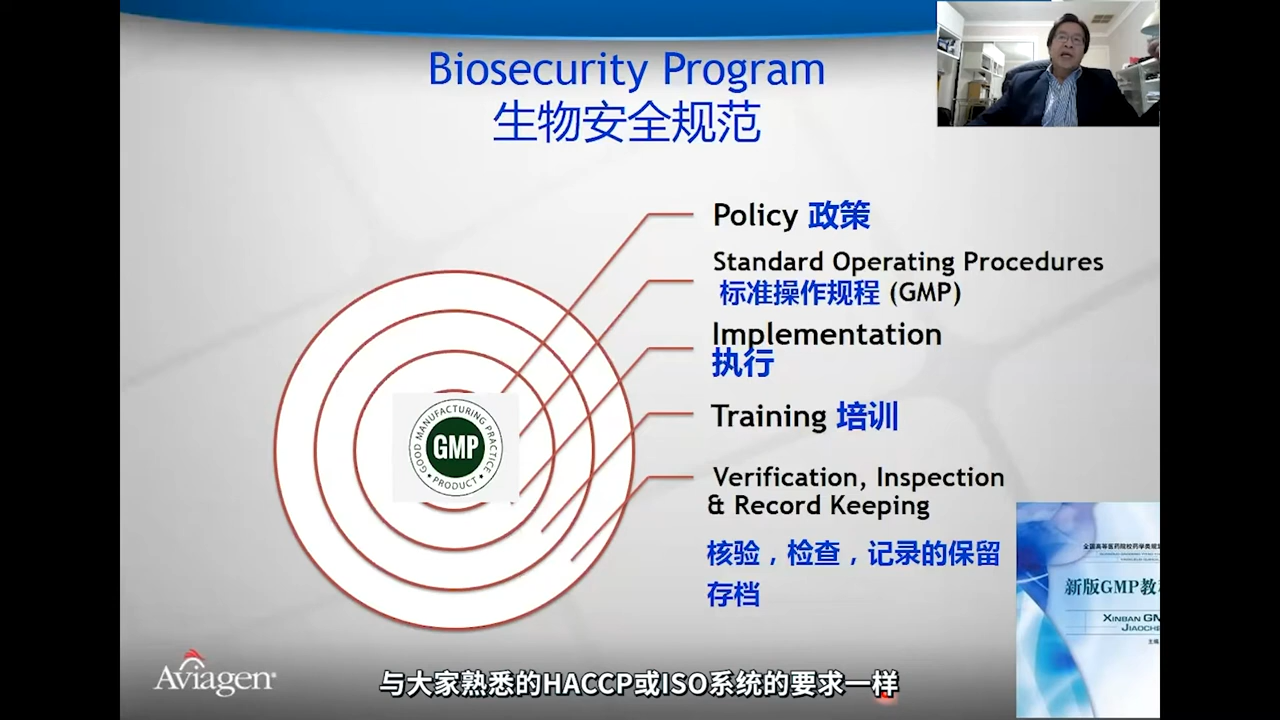 Biosecurity Program
生物安全规范
Policy 政策
Standard Operating Procedures
标准操作规程 (GMP)
Implementation
执行
Training 培训
Verification, Inspection
& Record Keeping
核验，检查，记录的保留
存档
GOOD MANUFACTURING PRACTICE
GMP
PRODUCT
新版GMP教
XINBAN GM
JIAOCHE
Aviagen
与大家熟悉的HACCP或ISO系统的要求一样